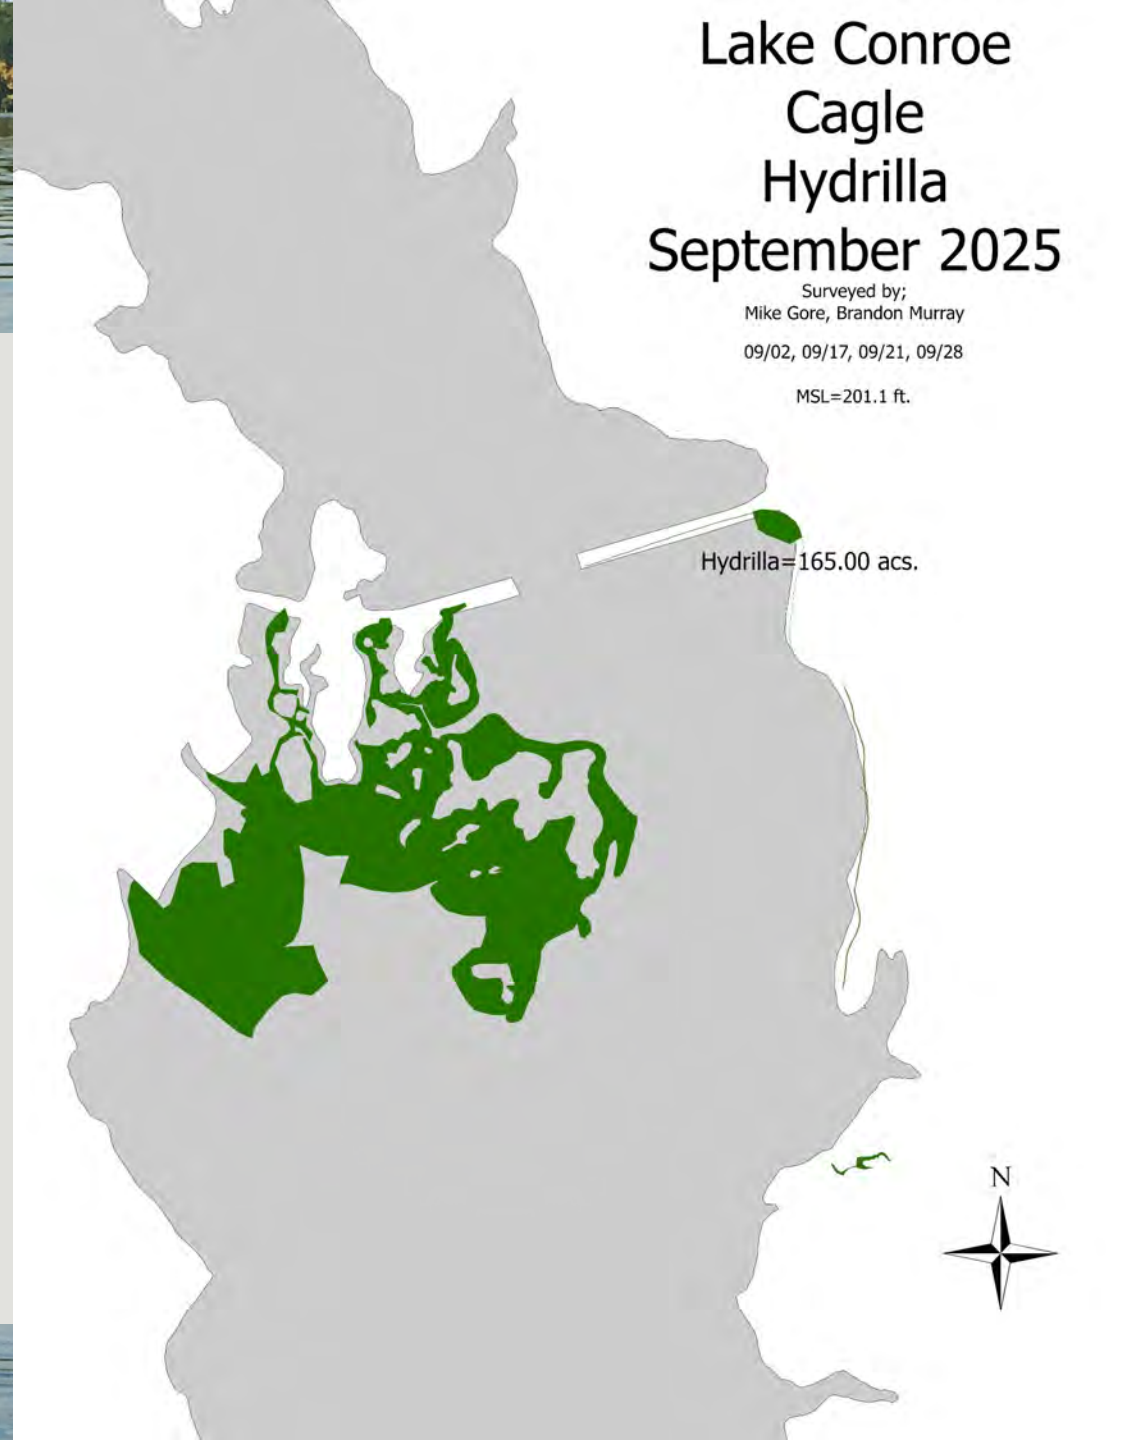 Lake Conroe
Cagle
Hydrilla
September 2025
Surveyed by;
Mike Gore, Brandon Murray
09/02, 09/17, 09/21, 09/28
MSL=201.1 ft.
Hydrilla=165.00 acs.
N